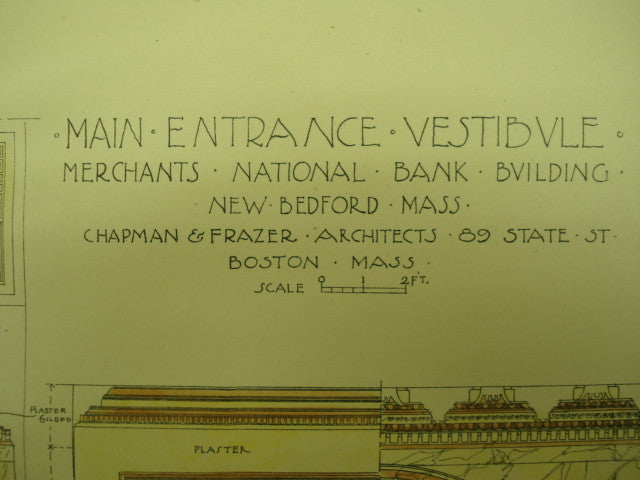 · MAIN · ENTRANCE · VESTIBVLE ·
MERCHANTS · NATIONAL · BANK · BVILDING ·
· NEW · BEDFORD · MASS ·
CHAPMAN & FRAZER · ARCHITECTS · 89 STATE · ST ·
BOSTON · MASS ·
SCALE 0 1 2 FT.
PLASTER
GILDED
PLASTER